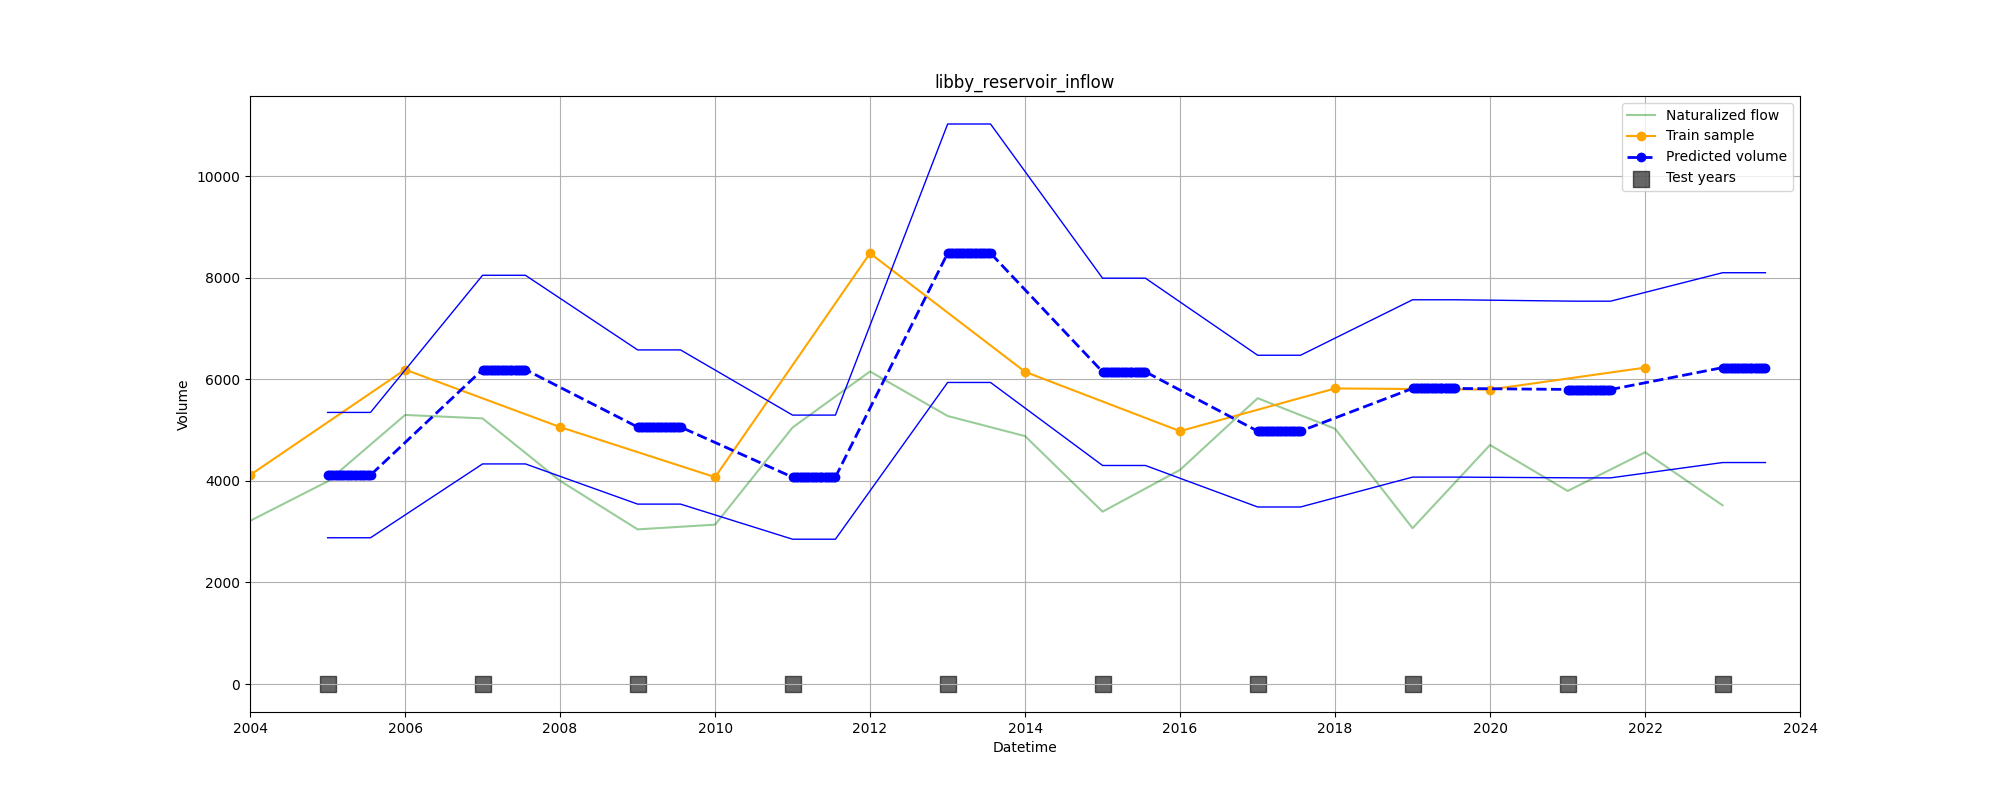 libby_reservoir_inflow
Naturalized flow
Train sample
Predicted volume
Test years
Volume
10000
8000
6000
4000
2000
0
2004 2006 2008 2010 2012 2014 2016 2018 2020 2022 2024
Datetime